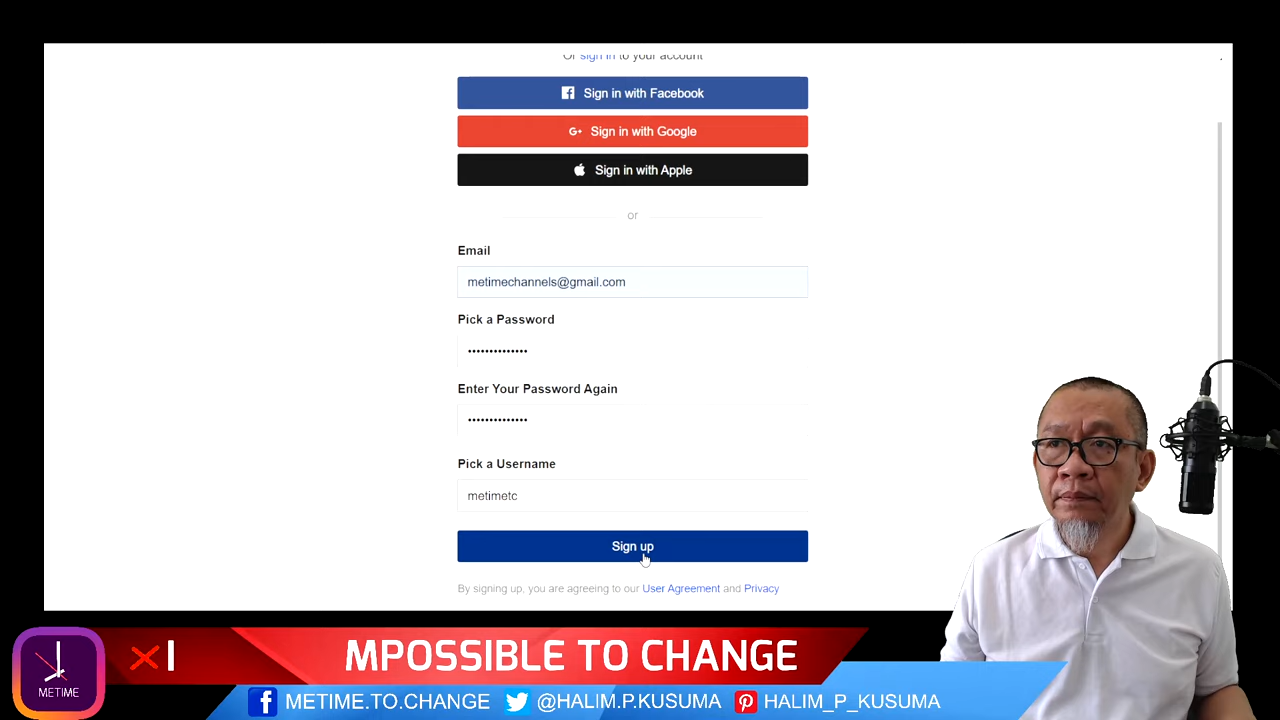 Or sign in to your account
Sign in with Facebook
G+ Sign in with Google
Sign in with Apple
or
Email
metimechannels@gmail.com
Pick a Password
••••••••••••••
Enter Your Password Again
••••••••••••••
Pick a Username
metimetc
Sign up
By signing up, you are agreeing to our User Agreement and Privacy
METIME
X I MPOSSIBLE TO CHANGE
f METIME.TO.CHANGE @HALIM.P.KUSUMA HALIM_P_KUSUMA